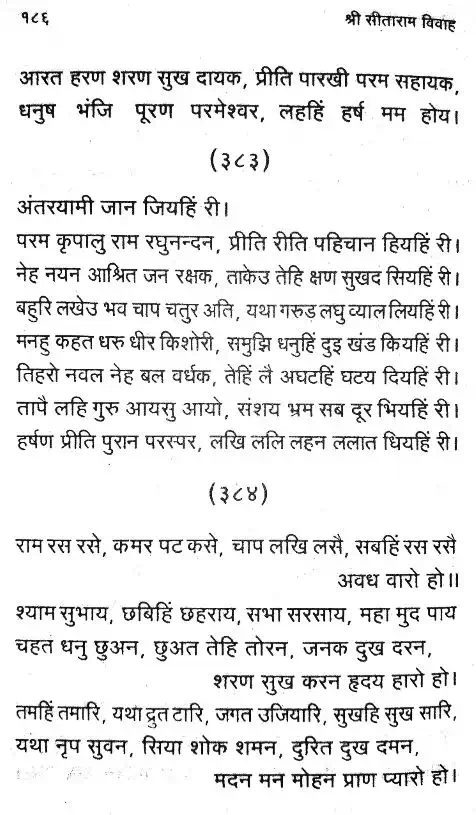 १८६ श्री सीताराम विवाह
आरत हरण शरण सुख दायक, प्रीति पारखी परम सहायक,
धनुष भंजि पूरण परमेश्वर, लहहिं हर्ष मम होय।
(३८३)
अंतरयामी जान जियहिं री।
परम कृपालु राम रघुनन्दन, प्रीति रीति पहिचान हियहिं री।
नेह नयन आश्रित जन रक्षक, ताकेउ तेहि क्षण सुखद सियहिं री।
बहुरि लखेउ भव चाप चतुर अति, यथा गरुड़ लघु व्याल लियहिं री।
मनहु कहत धरु धीर किशोरी, समुझि धनुहिं दुइ खंड कियहिं री।
तिहरो नवल नेह बल वर्धक, तेहिं लै अघटहिं घटय दियहिं री।
तापै लहि गुरु आयसु आयो, संशय भ्रम सब दूर भियहिं री।
हर्षण प्रीति पुरान परस्पर, लखि ललि लहन ललात धियहिं री।
(३८४)
राम रस रसे, कमर पट कसे, चाप लखि लसै, सबहिं रस रसै
अवध वारो हो॥
श्याम सुभाय, छबिहिं छहराय, सभा सरसाय, महा मुद पाय
चहत धनु छुअन, छुअत तेहि तोरन, जनक दुख दरन,
शरण सुख करन हृदय हारो हो।
तमहिं तमारि, यथा द्रुत टारि, जगत उजियारि, सुखहि सुख सारि,
यथा नृप सुवन, सिया शोक शमन, दुरित दुख दमन,
मदन मन मोहन प्राण प्यारो हो।